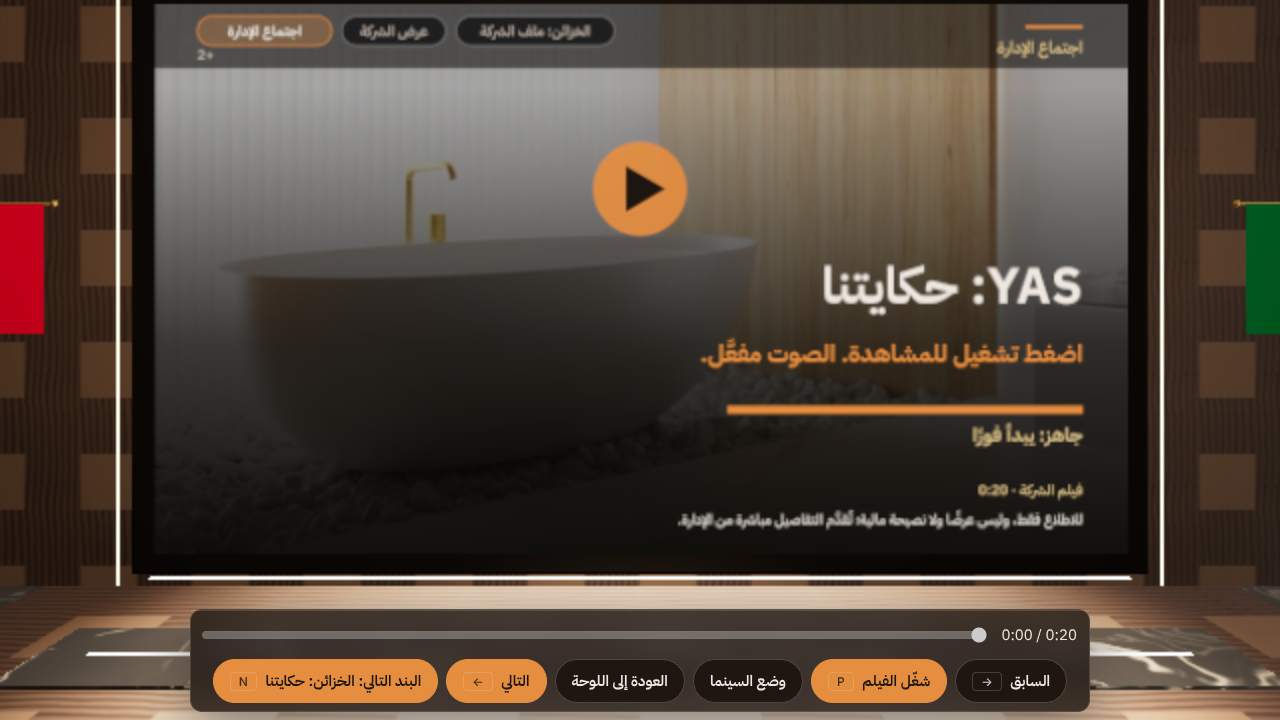 اجتماع الإدارة
الخزائن: ملف الشركة
عرض الشركة
اجتماع الإدارة
+2
YAS: حكايتنا
اضغط تشغيل للمشاهدة. الصوت مفعَّل.
جاهز: يبدأ فورًا
فيلم الشركة · 0:20
للاطلاع فقط، وليس عرضًا ولا نصيحة مالية؛ تُقدَّم التفاصيل مباشرة من الإدارة.
0:00 / 0:20
السابق →
شغّل الفيلم P
وضع السينما
العودة إلى اللوحة
التالي ←
البند التالي: الخزائن: حكايتنا N